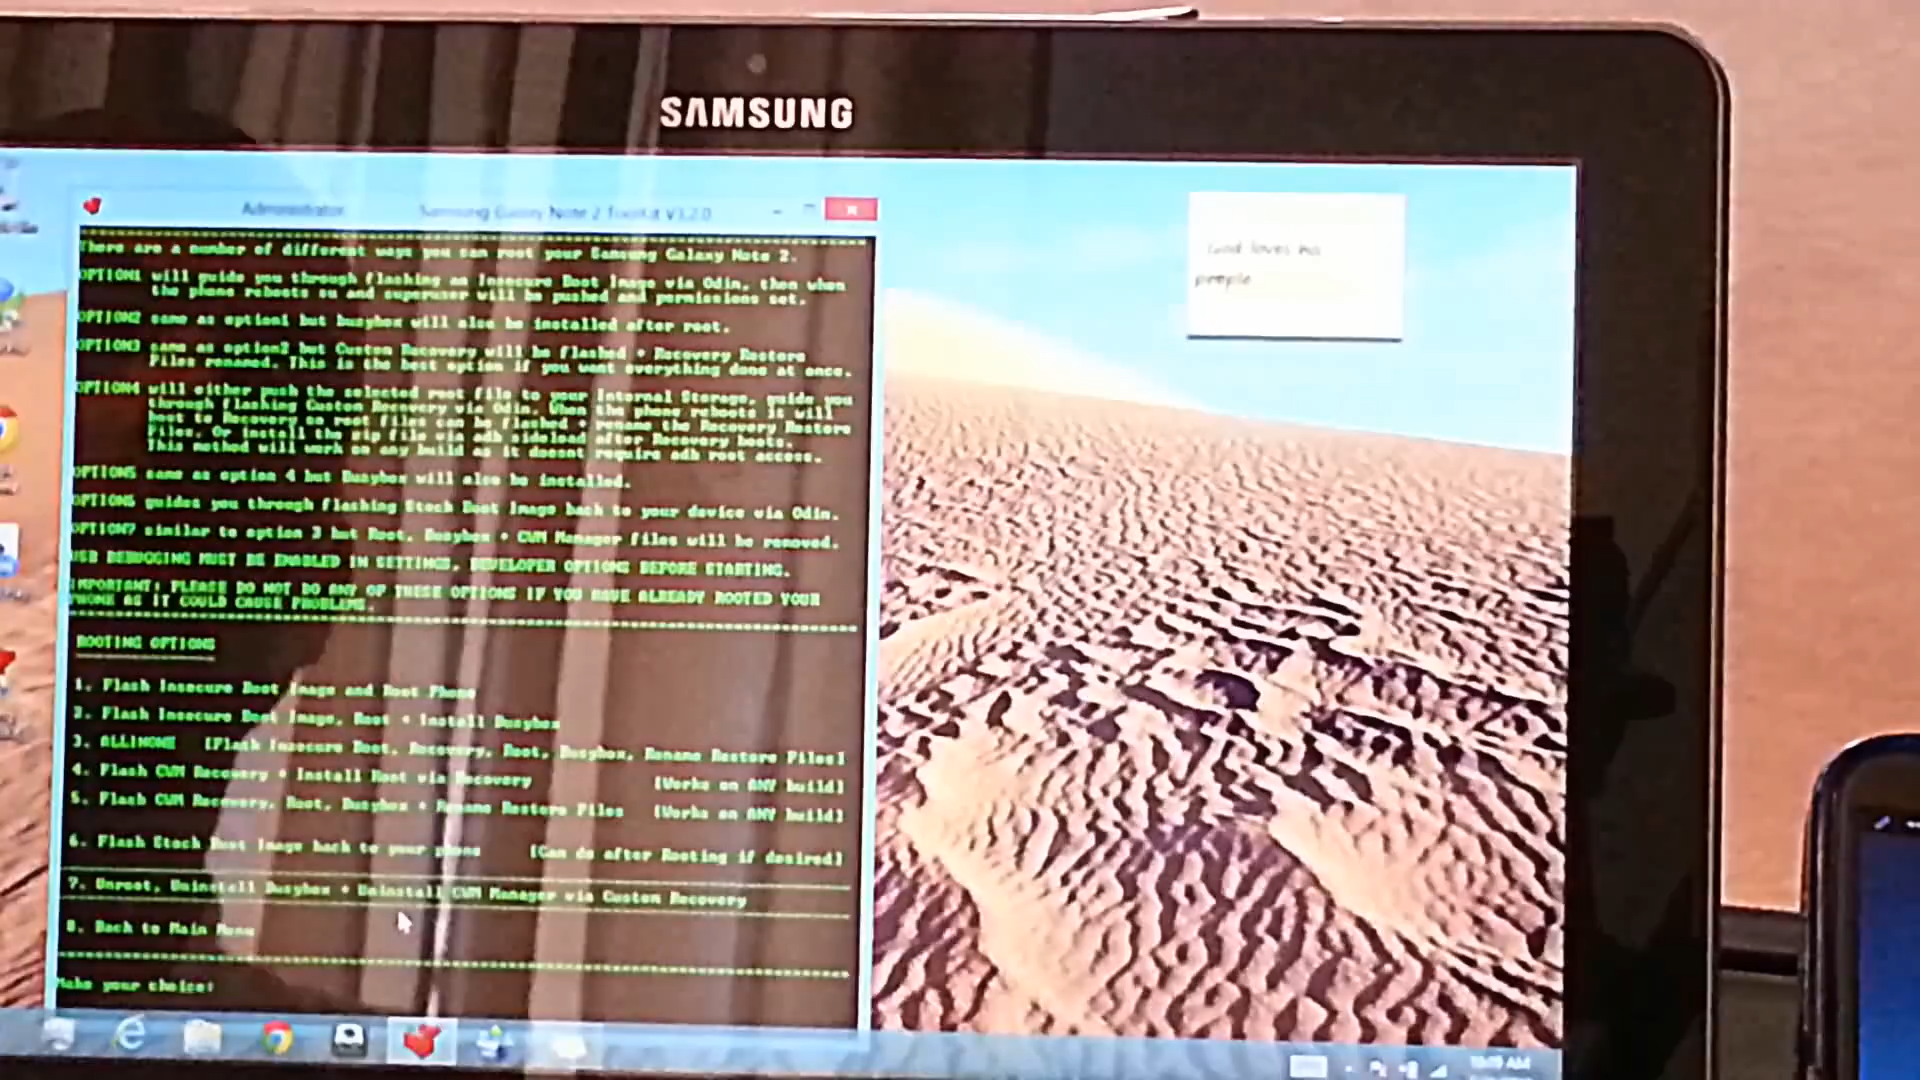 SAMSUNG
Administrator: Samsung Galaxy Note 2 ToolKit V3.2.0
God loves his
people
There are a number of different ways you can root your Samsung Galaxy Note 2.
OPTION1 will guide you through flashing an Insecure Boot Image via Odin, then when
the phone reboots su and superuser will be pushed and permissions set.
OPTION2 same as option1 but busybox will also be installed after root.
OPTION3 same as option2 but Custom Recovery will be flashed + Recovery Restore
Files renamed. This is the best option if you want everything done at once.
OPTION4 will either push the selected root file to your Internal Storage, guide you
through flashing Custom Recovery via Odin. When the phone reboots it will
boot to Recovery so root files can be flashed + rename the Recovery Restore
Files. Or install the zip file via adb sideload after Recovery boots.
This method will work on any build as it doesnt require adb root access.
OPTION5 same as option 4 but Busybox will also be installed.
guides you through flashing Stock Boot Image back to your device via Odin.
OPTION7 similar to option 3 but Root, Busybox + CWM Manager files will be removed.
USB DEBUGGING MUST BE ENABLED IN SETTINGS, DEVELOPER OPTIONS BEFORE STARTING.
IMPORTANT: PLEASE DO NOT DO ANY OF THESE OPTIONS IF YOU HAVE ALREADY ROOTED YOUR
PHONE AS IT COULD CAUSE PROBLEMS.
ROOTING OPTIONS
1. Flash Insecure Boot Image and Root Phone
2. Flash Insecure Boot Image, Root + Install Busybox
3. ALLINONE [Flash Insecure Boot, Recovery, Root, Busybox, Rename Restore Files]
4. Flash CWM Recovery + Install Root via Recovery [Works on ANY build]
5. Flash CWM Recovery, Root, Busybox + Rename Restore Files [Works on ANY build]
6. Flash Stock Boot Image back to your phone [Can do after Rooting if desired]
7. Unroot, Uninstall Busybox + Uninstall CWM Manager via Custom Recovery
8. Back to Main Menu
Make your choice: